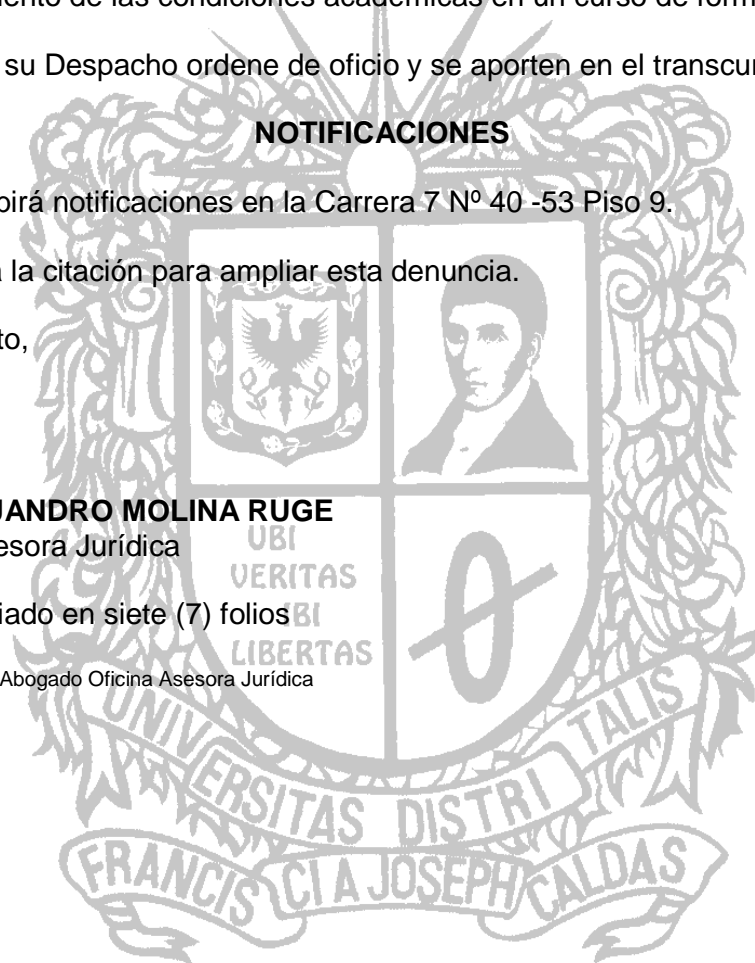 iento de las condiciones académicas en un curso de form
su Despacho ordene de oficio y se aporten en el transcur
NOTIFICACIONES
birá notificaciones en la Carrera 7 Nº 40 -53 Piso 9.
a la citación para ampliar esta denuncia.
to,
JANDRO MOLINA RUGE
esora Jurídica
iado en siete (7) folios
Abogado Oficina Asesora Jurídica
UBI
VERITAS
IBI
LIBERTAS
UNIVERSITAS DISTRITALIS
FRANCISCI A JOSEPH CALDAS